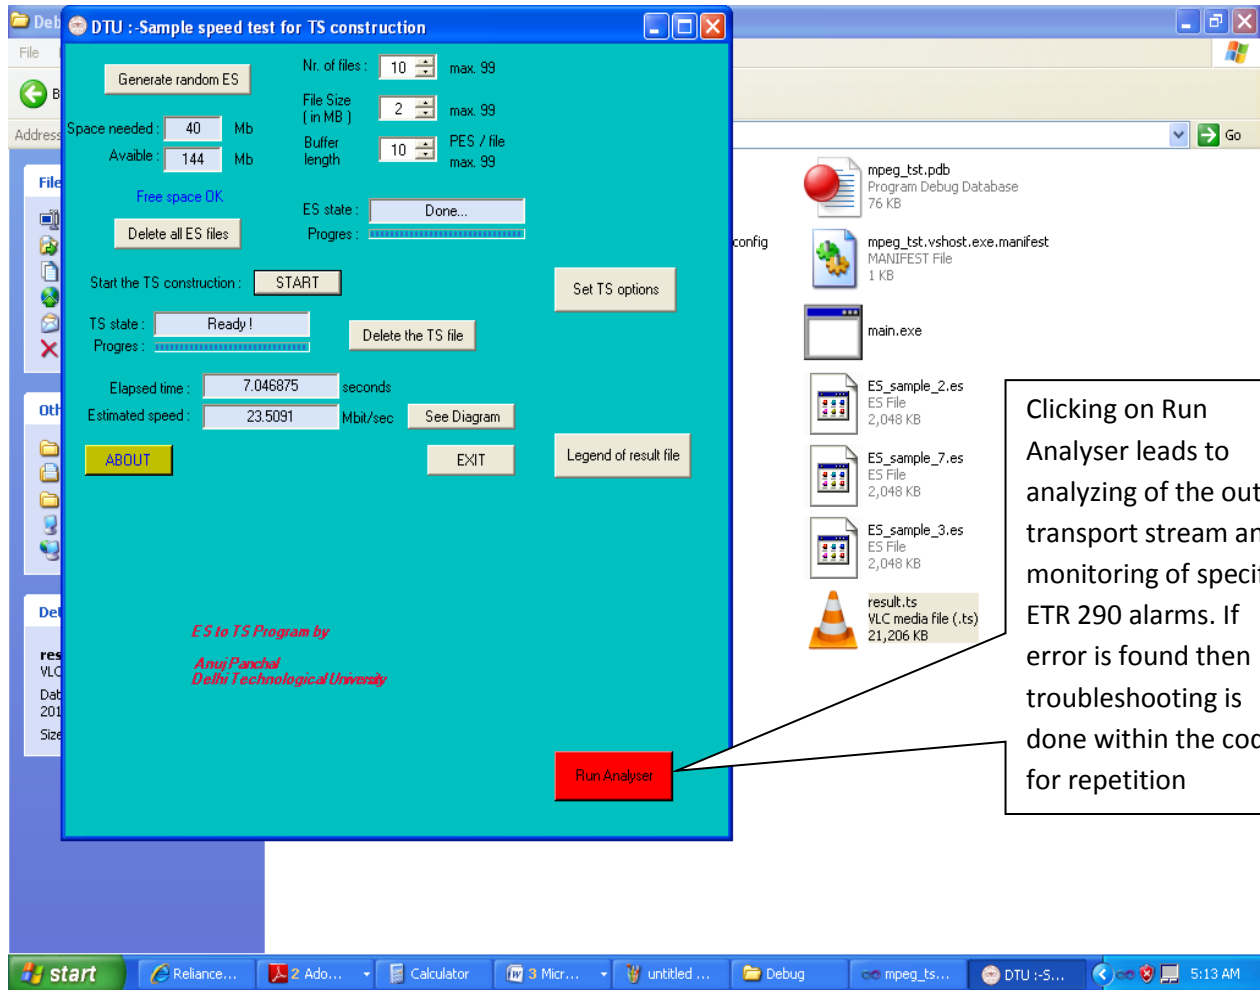 Deb
DTU :-Sample speed test for TS construction
File
Generate random ES
Nr. of files : 10 max. 99
File Size ( in MB ) 2 max. 99
Buffer length 10 PES / file max. 99
Address
Go
Space needed : 40 Mb
Avaible : 144 Mb
Free space OK
Delete all ES files
ES state : Done...
Progres :
Start the TS construction : START
Set TS options
TS state : Ready !
Progres :
Delete the TS file
Elapsed time : 7.046875 seconds
Estimated speed : 23.5091 Mbit/sec
See Diagram
ABOUT
EXIT
Legend of result file
ES to TS Program by
Anuj Panchal
Delhi Technological University
Run Analyser
File
Oth
Det
res
VLC
Dat
201
Size
config
mpeg_tst.pdb
Program Debug Database
76 KB
mpeg_tst.vshost.exe.manifest
MANIFEST File
1 KB
main.exe
ES_sample_2.es
ES File
2,048 KB
ES_sample_7.es
ES File
2,048 KB
ES_sample_3.es
ES File
2,048 KB
result.ts
VLC media file (.ts)
21,206 KB
Clicking on Run
Analyser leads to
analyzing of the out
transport stream an
monitoring of specif
ETR 290 alarms. If
error is found then
troubleshooting is
done within the cod
for repetition
start
Reliance...
2 Ado...
Calculator
3 Micr...
untitled ...
Debug
mpeg_ts...
DTU :-S...
5:13 AM